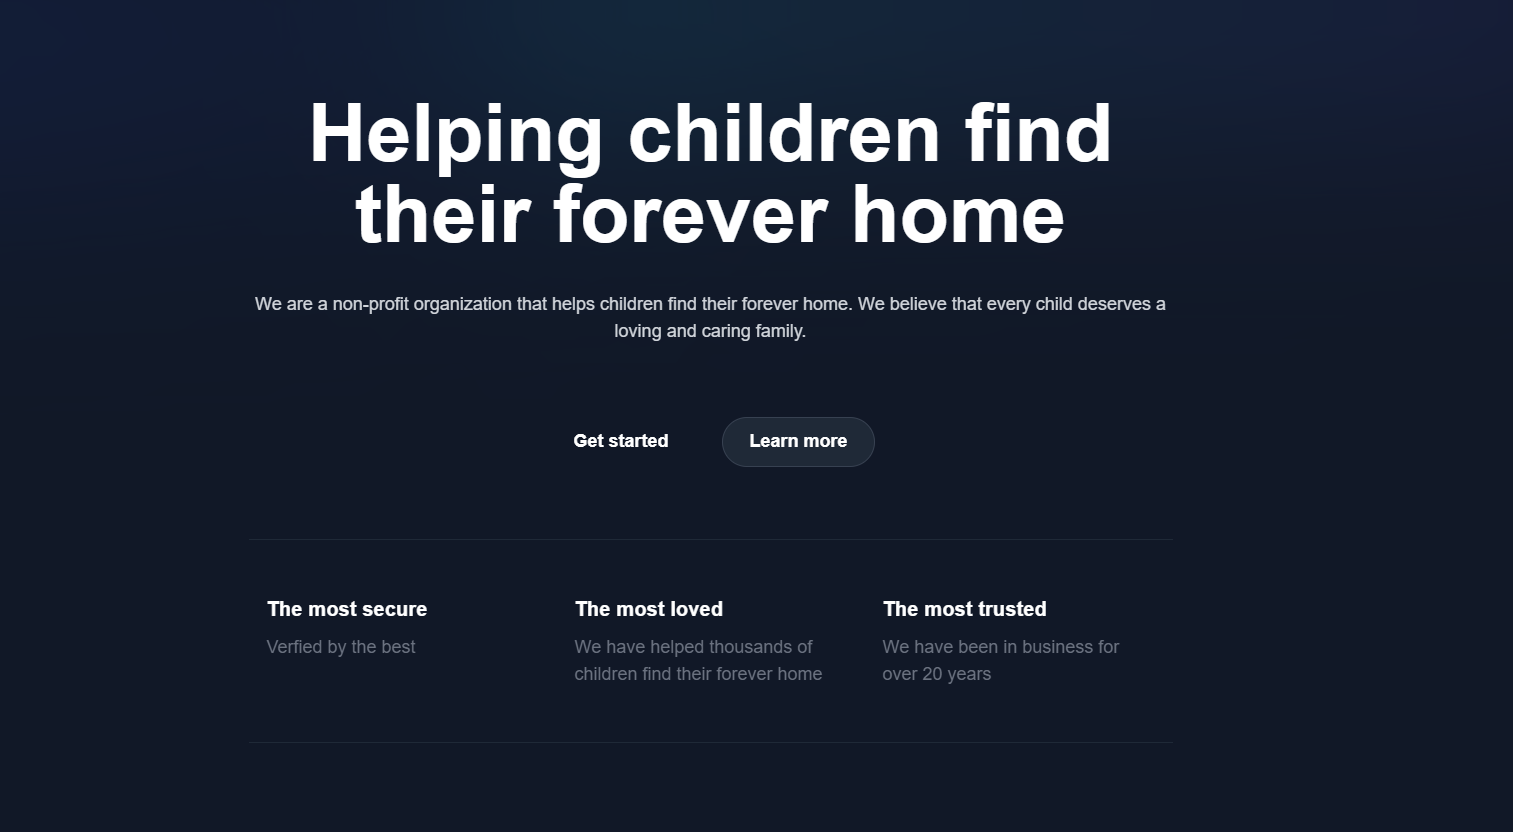 Helping children find
their forever home
We are a non-profit organization that helps children find their forever home. We believe that every child deserves a
loving and caring family.
Get started
Learn more
The most secure
Verfied by the best
The most loved
We have helped thousands of
children find their forever home
The most trusted
We have been in business for
over 20 years